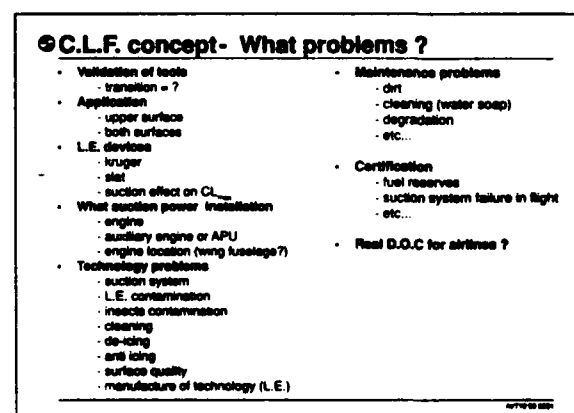 C.L.F. concept - What problems ?
• Validation of tools
- transition = ?
• Application
- upper surface
- both surfaces
• L.E. devices
- kruger
- slat
- suction effect on CL
• What suction power installation
- engine
- auxiliary engine or APU
- engine location (wing fuselage?)
• Technology problems
- suction system
- L.E. contamination
- insects contamination
- cleaning
- de-icing
- anti icing
- surface quality
- manufacture of technology (L.E.)
• Maintenance problems
- dirt
- cleaning (water soap)
- degradation
- etc...
• Certification
- fuel reserves
- suction system failure in flight
- etc...
• Real D.O.C for airlines ?